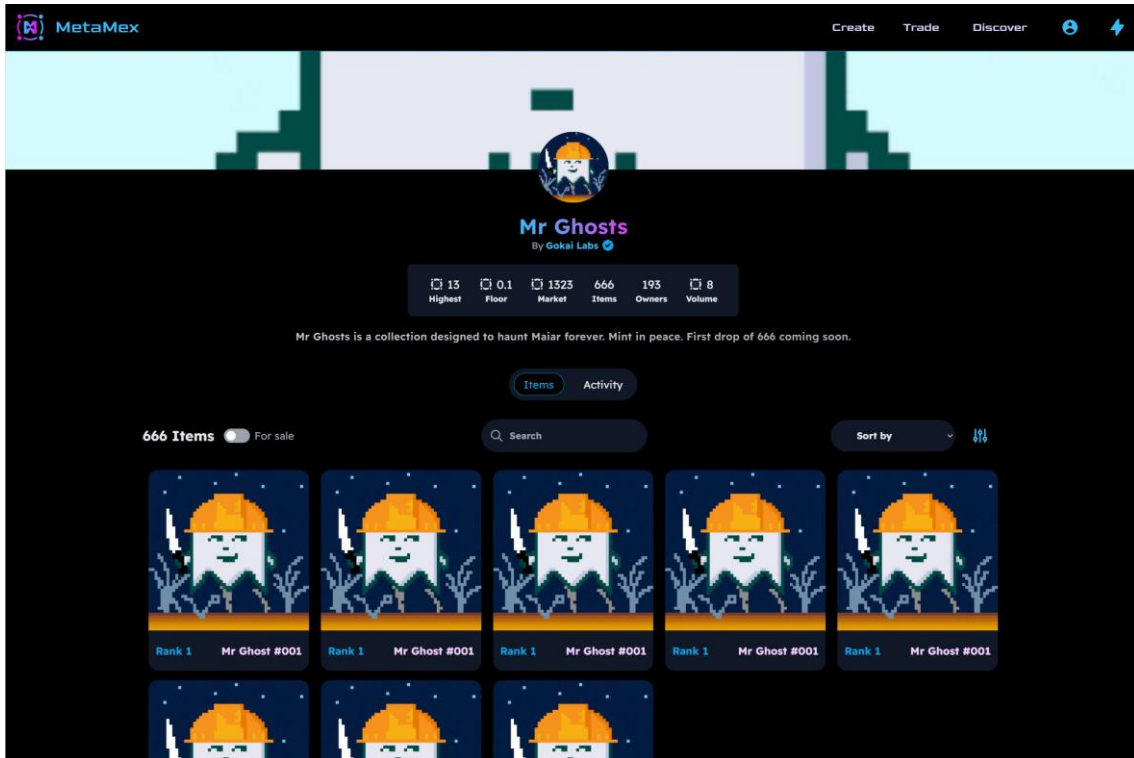 MetaMex
Create Trade Discover
Mr Ghosts
By Gokai Labs
13 0.1 1323 666 193 8
Highest Floor Market Items Owners Volume
Mr Ghosts is a collection designed to haunt Maiar forever. Mint in peace. First drop of 666 coming soon.
Items Activity
666 Items For sale Search Sort by
Rank 1 Mr Ghost #001 Rank 1 Mr Ghost #001 Rank 1 Mr Ghost #001 Rank 1 Mr Ghost #001 Rank 1 Mr Ghost #001